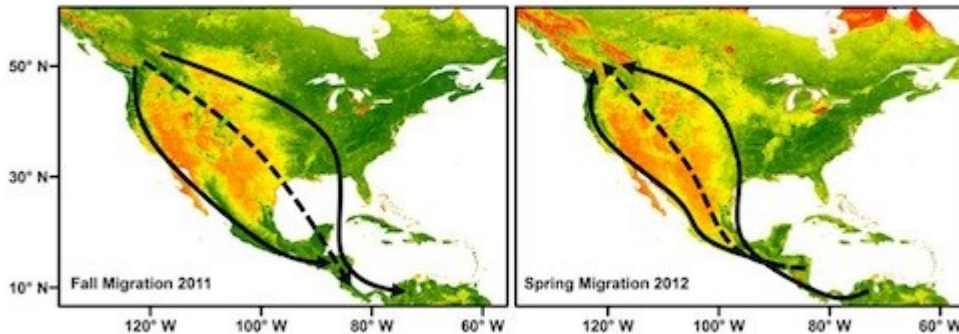 50° N
30° N
10° N
Fall Migration 2011
Spring Migration 2012
120° W
100° W
80° W
60° W
120° W
100° W
80° W
60° W